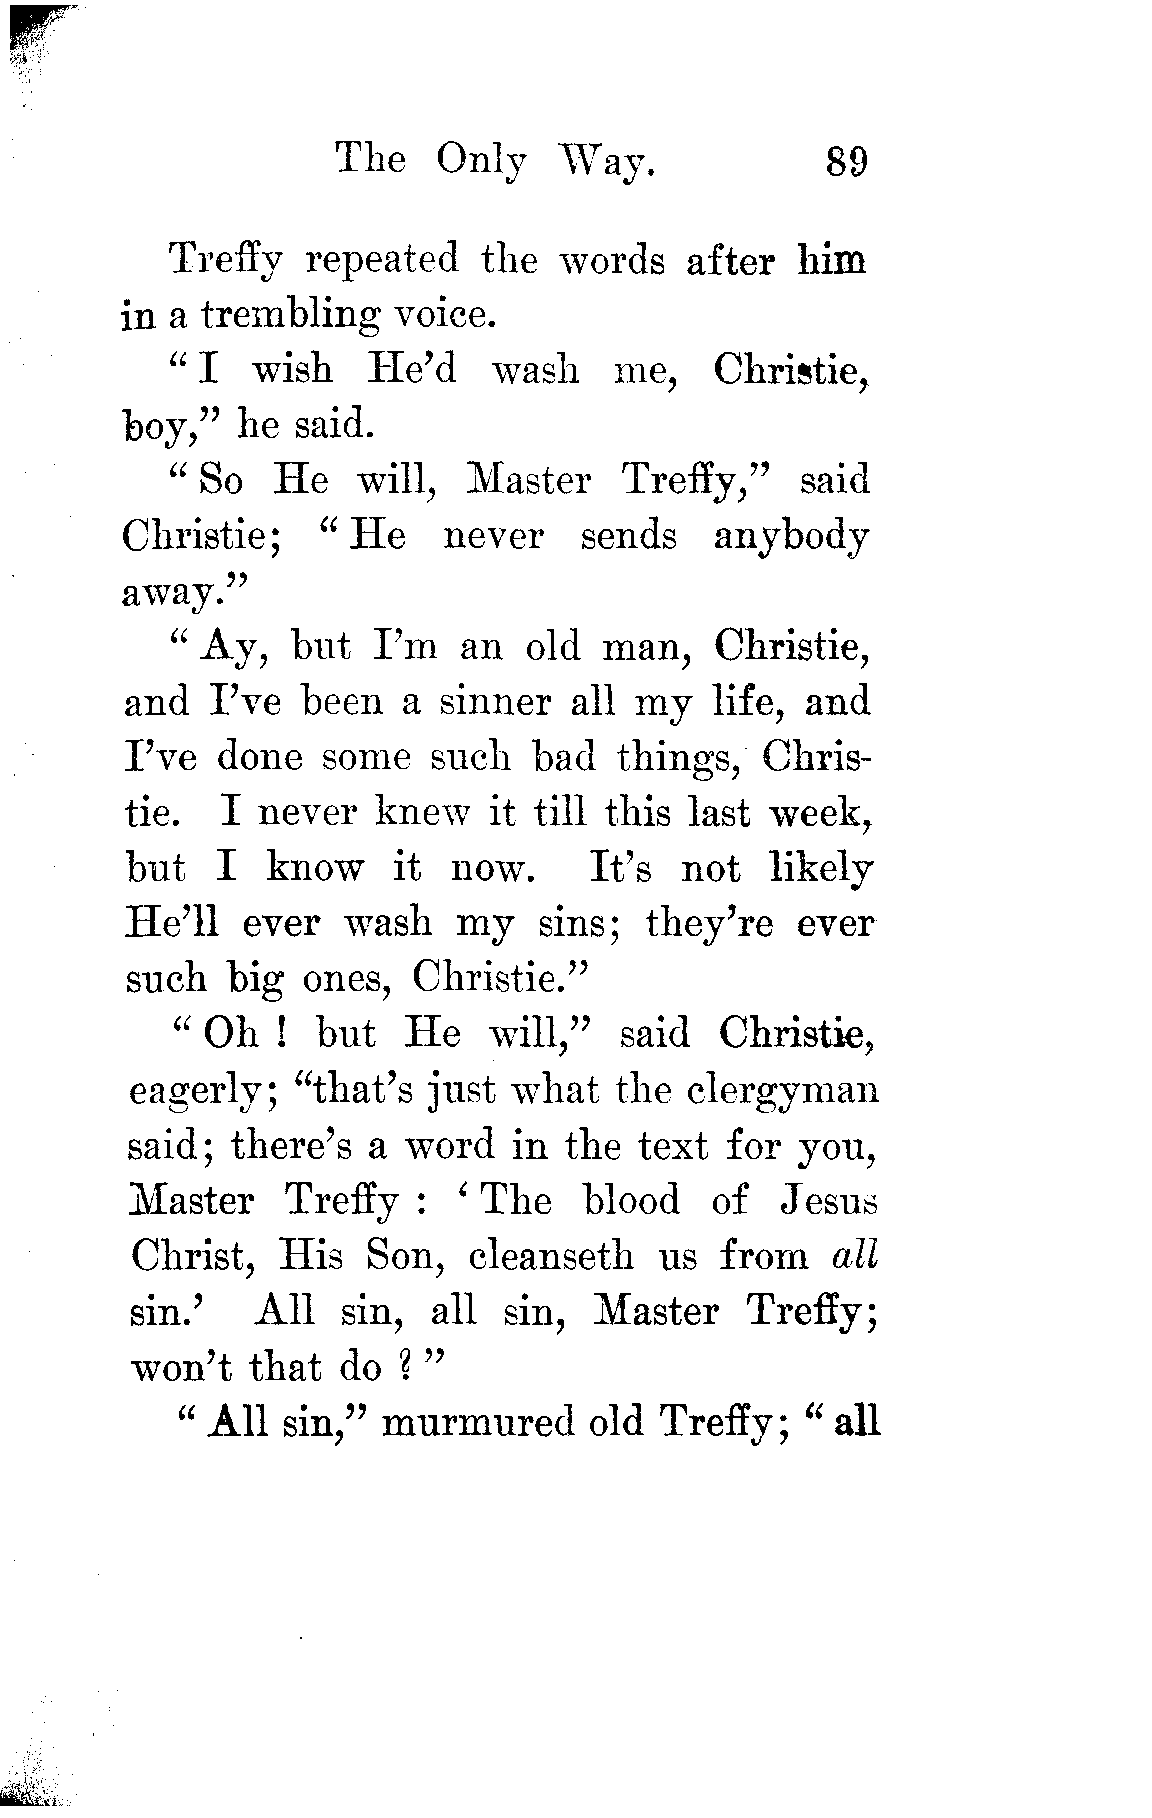 The Only Way. 89
Treffy repeated the words after him
in a trembling voice.
“ I wish He’d wash me, Christie,
boy,” he said.
“ So He will, Master Treffy,” said
Christie; “ He never sends anybody
away.”
“ Ay, but I’m an old man, Christie,
and I’ve been a sinner all my life, and
I’ve done some such bad things, Chris-
tie. I never knew it till this last week,
but I know it now. It’s not likely
He’ll ever wash my sins; they’re ever
such big ones, Christie.”
“ Oh ! but He will,” said Christie,
eagerly; “that’s just what the clergyman
said; there’s a word in the text for you,
Master Treffy : ‘ The blood of Jesus
Christ, His Son, cleanseth us from all
sin.’ All sin, all sin, Master Treffy;
won’t that do ? ”
“ All sin,” murmured old Treffy; “ all